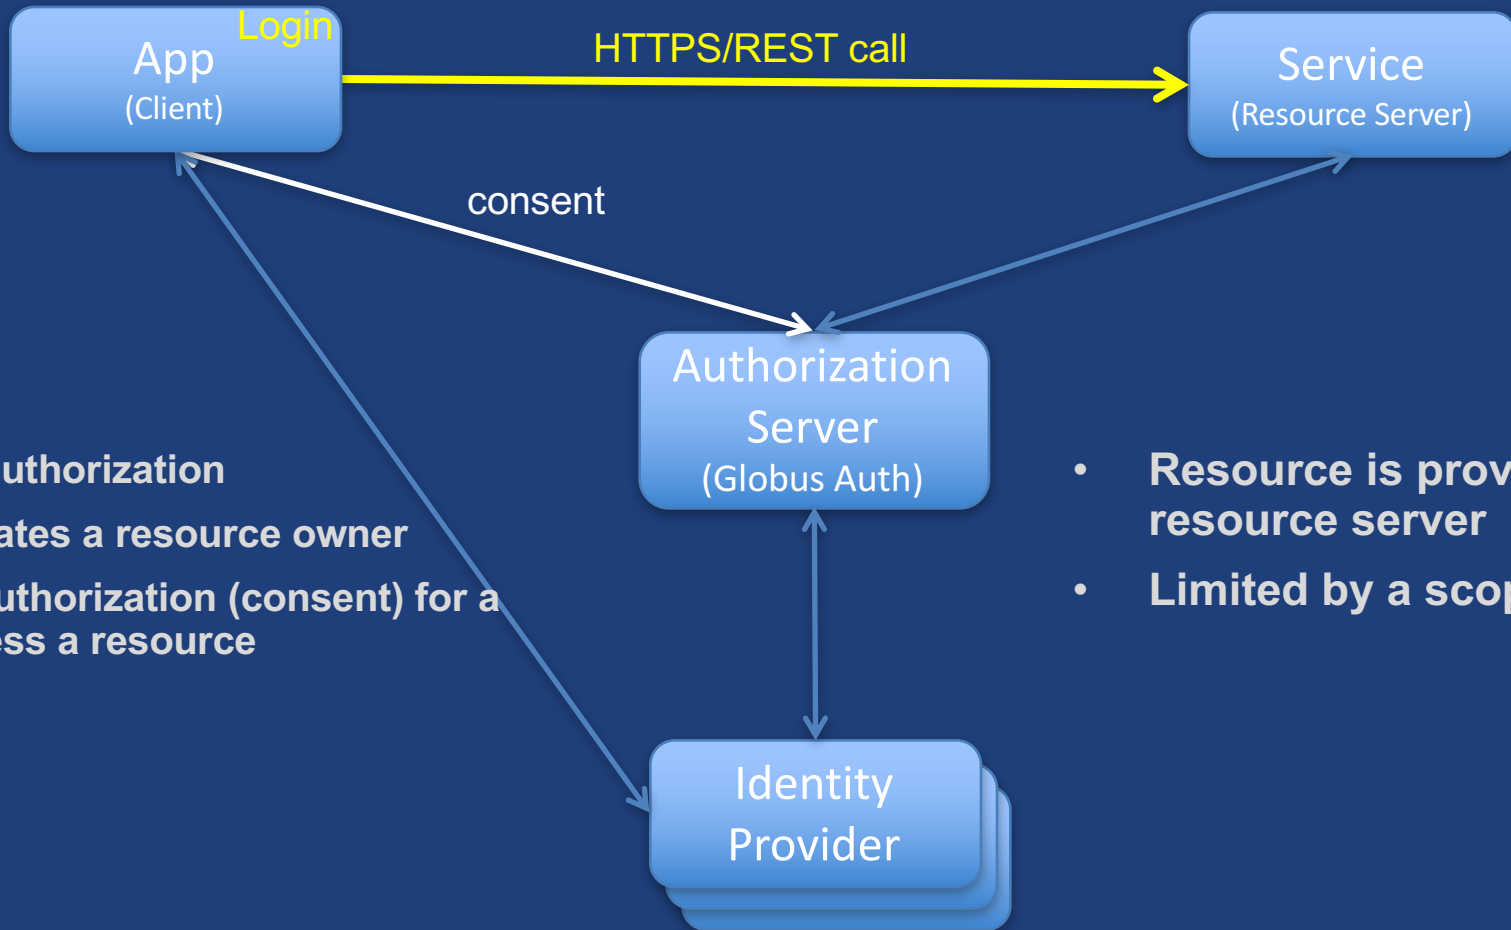 Login
App
(Client)
HTTPS/REST call
Service
(Resource Server)
consent
Authorization
Server
(Globus Auth)
uthorization
ates a resource owner
uthorization (consent) for a
ess a resource
• Resource is prov
resource server
• Limited by a scop
Identity
Provider